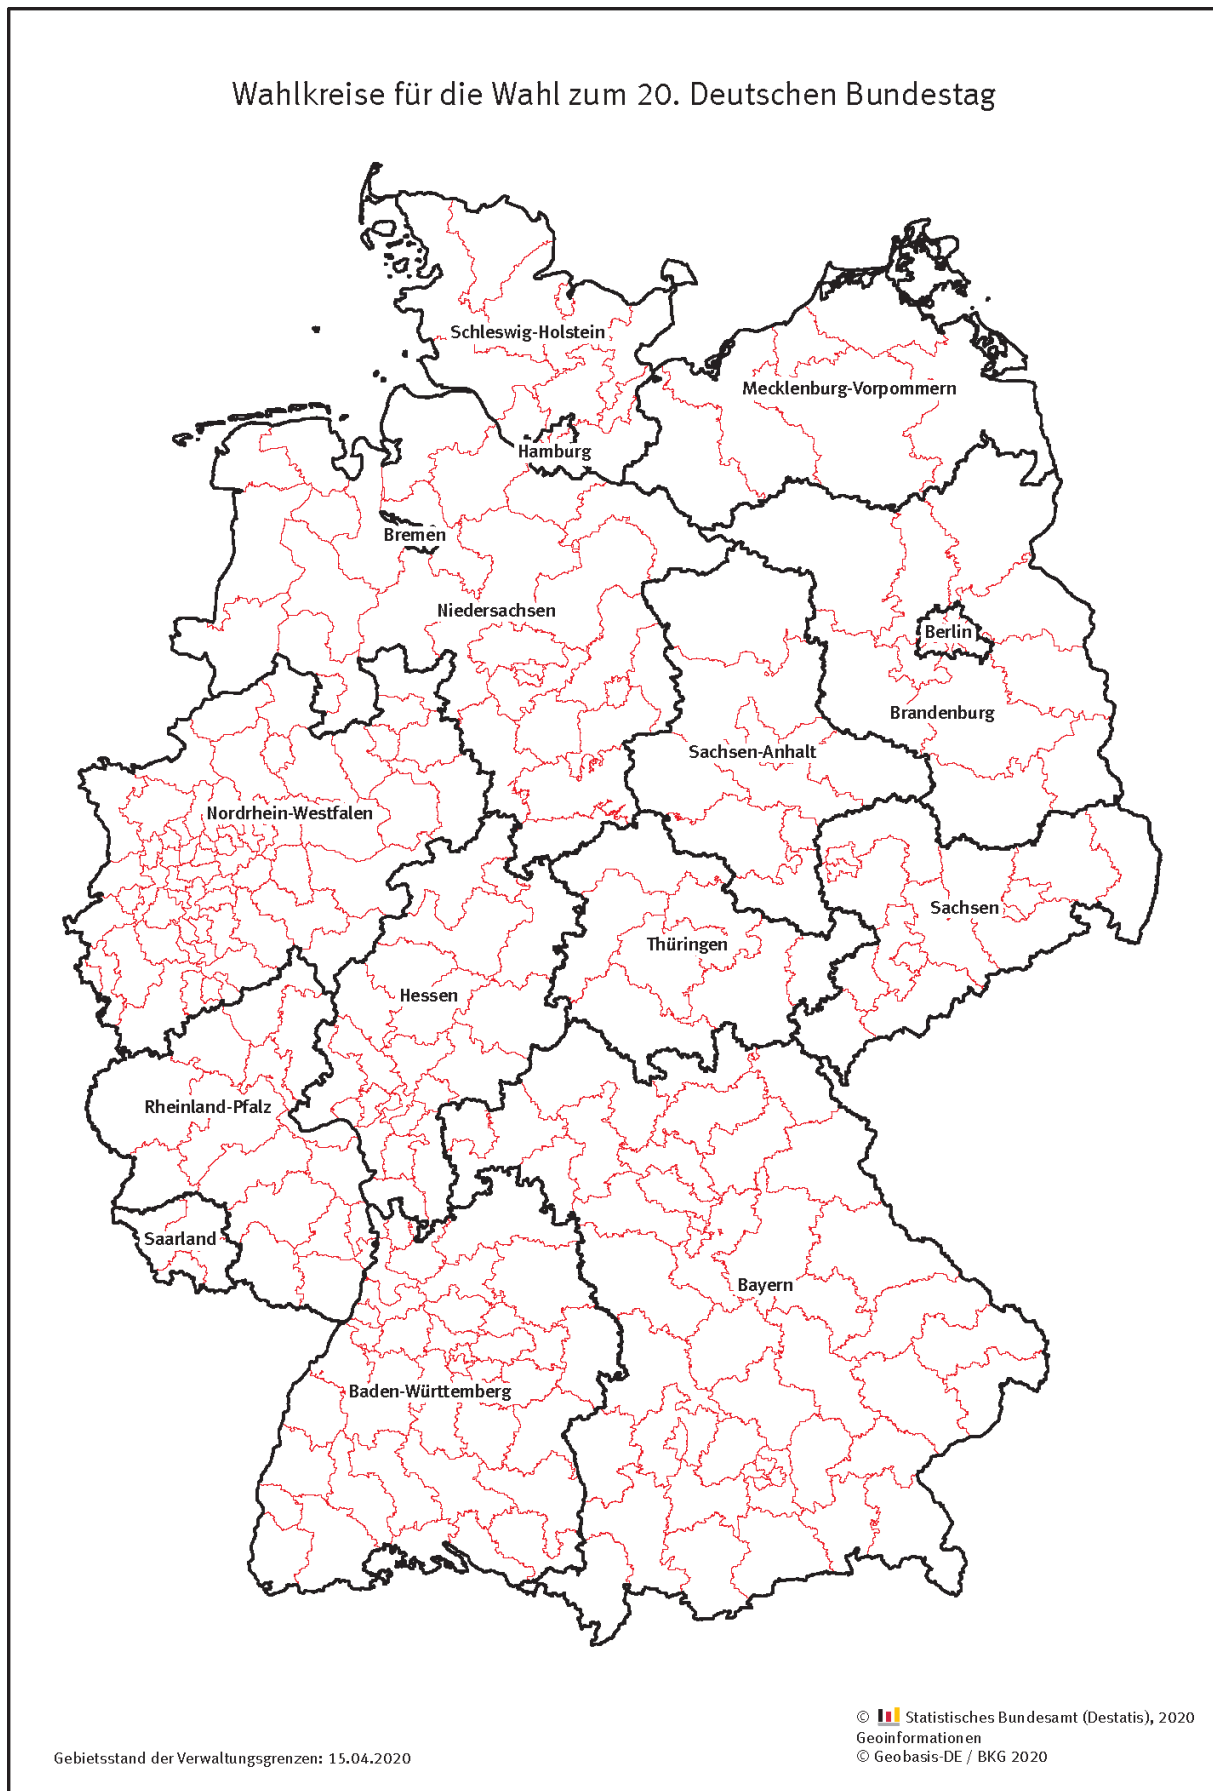 Wahlkreise für die Wahl zum 20. Deutschen Bundestag
Schleswig-Holstein
Mecklenburg-Vorpommern
Hamburg
Bremen
Niedersachsen
Berlin
Brandenburg
Sachsen-Anhalt
Nordrhein-Westfalen
Sachsen
Thüringen
Hessen
Rheinland-Pfalz
Saarland
Bayern
Baden-Württemberg
© Statistisches Bundesamt (Destatis), 2020
Geoinformationen
© Geobasis-DE / BKG 2020
Gebietsstand der Verwaltungsgrenzen: 15.04.2020